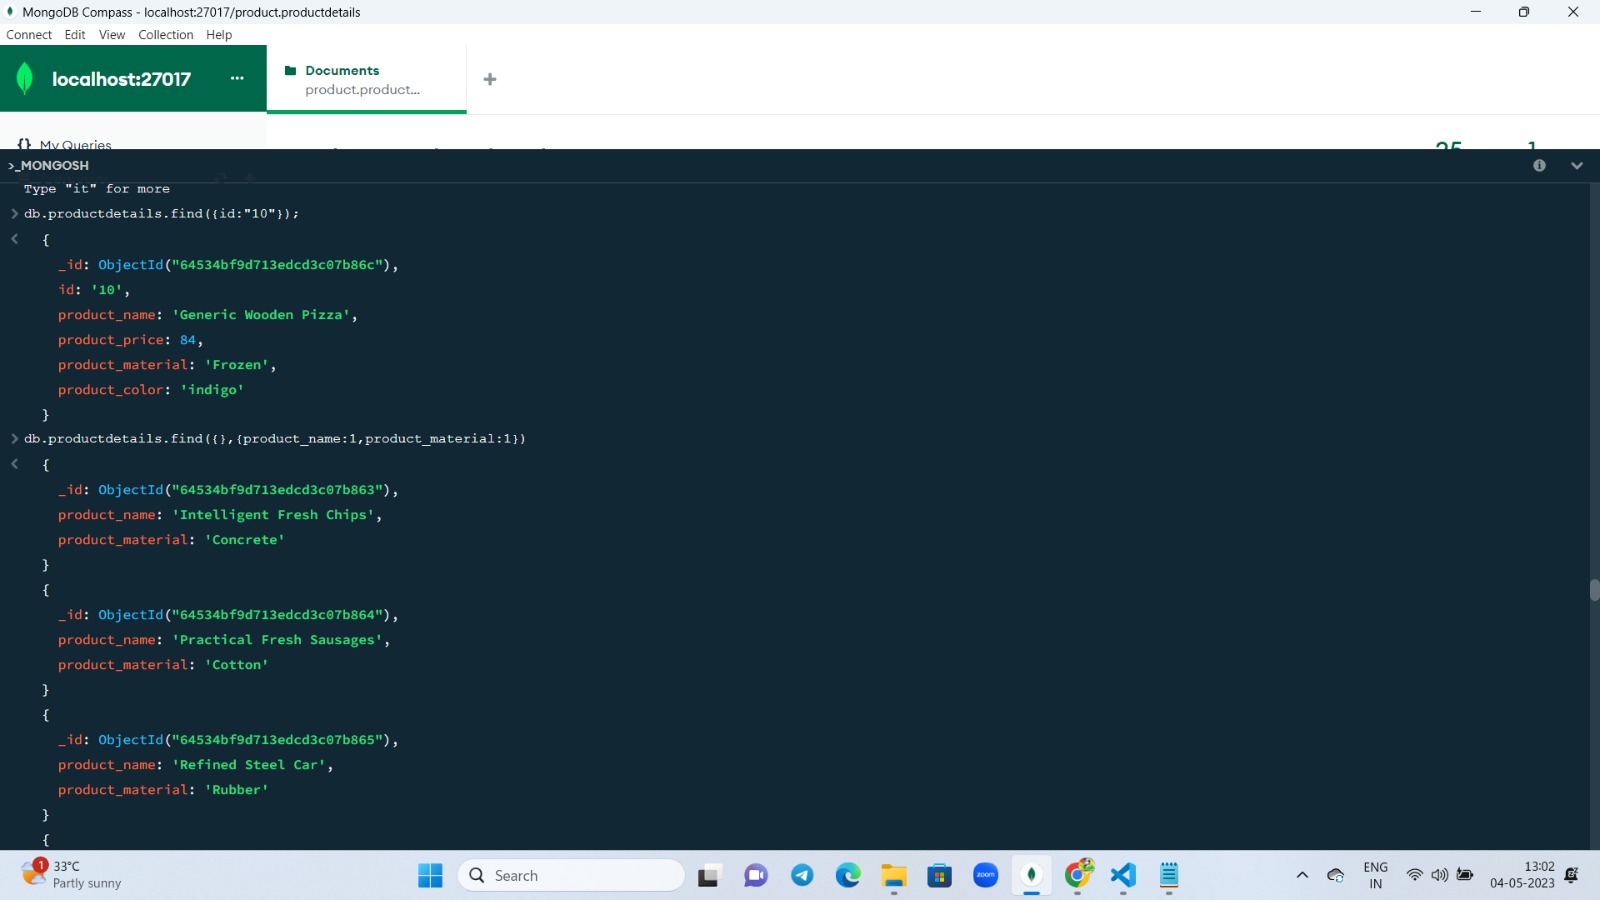 MongoDB Compass - localhost:27017/product.productdetails
Connect Edit View Collection Help
localhost:27017 ...
Documents
product.product...
{} My Queries
>_MONGOSH
Type "it" for more
> db.productdetails.find({id:"10"});
< {
_id: ObjectId("64534bf9d713edcd3c07b86c"),
id: '10',
product_name: 'Generic Wooden Pizza',
product_price: 84,
product_material: 'Frozen',
product_color: 'indigo'
}
> db.productdetails.find({},{product_name:1,product_material:1})
< {
_id: ObjectId("64534bf9d713edcd3c07b863"),
product_name: 'Intelligent Fresh Chips',
product_material: 'Concrete'
}
{
_id: ObjectId("64534bf9d713edcd3c07b864"),
product_name: 'Practical Fresh Sausages',
product_material: 'Cotton'
}
{
_id: ObjectId("64534bf9d713edcd3c07b865"),
product_name: 'Refined Steel Car',
product_material: 'Rubber'
}
{
1
33°C
Partly sunny
Search
zoom
ENG
IN
13:02
04-05-2023